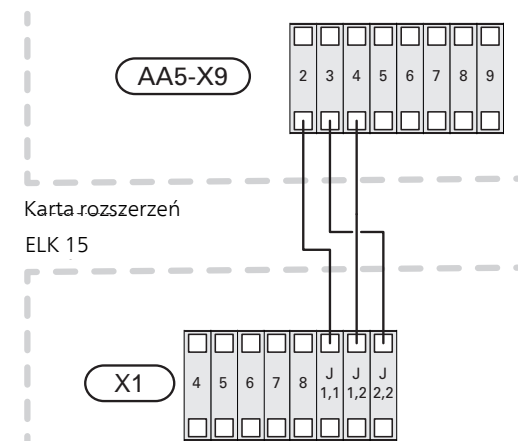 AA5-X9
2 3 4 5 6 7 8 9
Karta rozszerzeń
ELK 15
X1
4 5 6 7 8 J J J
1,1 1,2 2,2